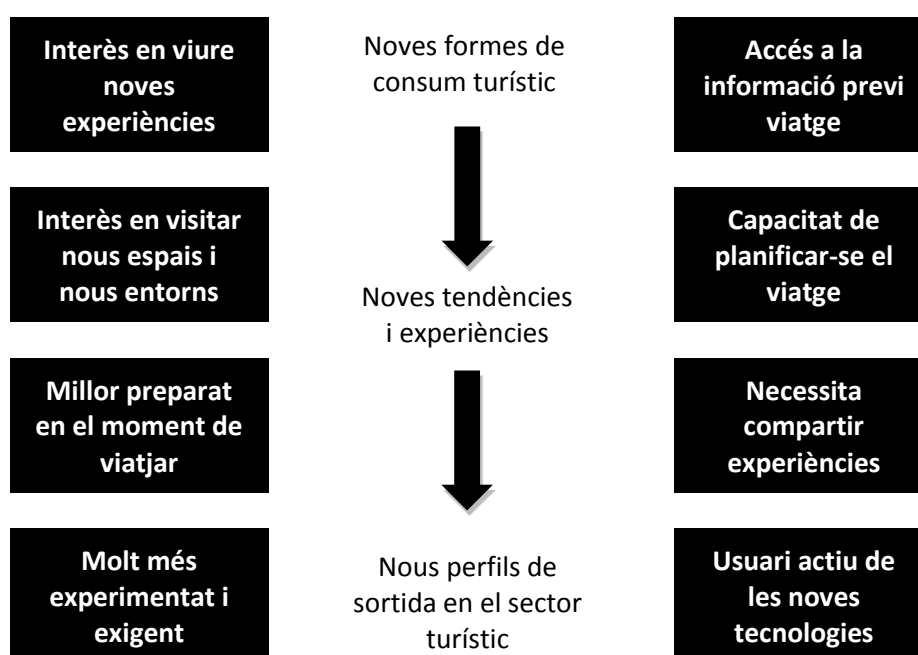 Interès en viure
noves
experiències
Noves formes de
consum turístic
Accés a la
informació previ
viatge
Interès en visitar
nous espais i
nous entorns
Capacitat de
planificar-se el
viatge
Noves tendències
i experiències
Millor preparat
en el moment de
viatjar
Necessita
compartir
experiències
Molt més
experimentat i
exigent
Nous perfils de
sortida en el sector
turístic
Usuari actiu de
les noves
tecnologies